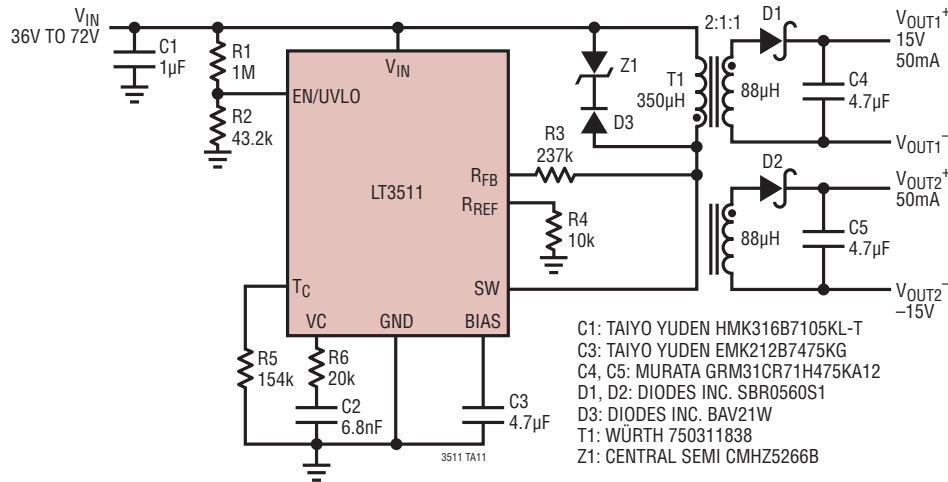 VIN
36V TO 72V
C1
1µF
R1
1M
R2
43.2k
VIN
EN/UVLO
LT3511
RFB
RREF
SW
TC
VC
GND
BIAS
Z1
D3
R3
237k
R4
10k
T1
350µH
2:1:1
88µH
D1
C4
4.7µF
VOUT1+
15V
50mA
VOUT1–
D2
88µH
C5
4.7µF
VOUT2+
50mA
VOUT2–
–15V
R5
154k
R6
20k
C2
6.8nF
C3
4.7µF
3511 TA11
C1: TAIYO YUDEN HMK316B7105KL-T
C3: TAIYO YUDEN EMK212B7475KG
C4, C5: MURATA GRM31CR71H475KA12
D1, D2: DIODES INC. SBR0560S1
D3: DIODES INC. BAV21W
T1: WÜRTH 750311838
Z1: CENTRAL SEMI CMHZ5266B